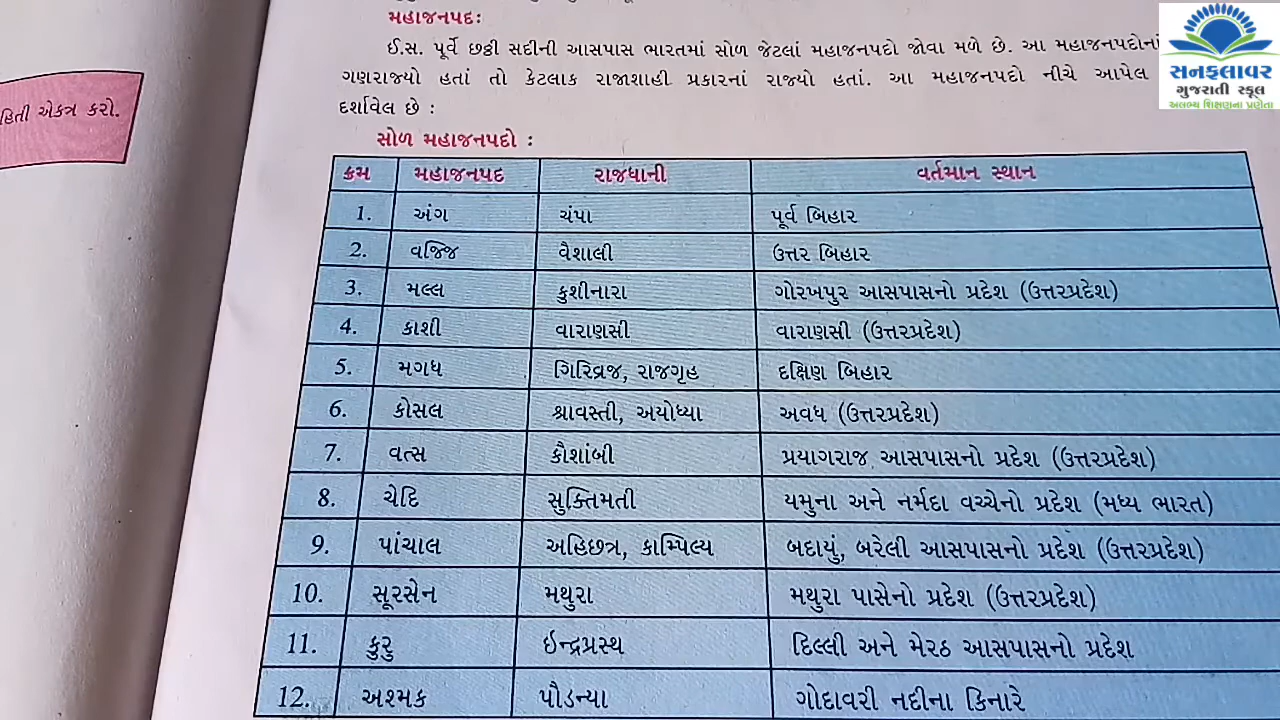 મહાજનપદ:
ઈ.સ. પૂર્વે છઠ્ઠી સદીની આસપાસ ભારતમાં સોળ જેટલાં મહાજનપદો જોવા મળે છે. આ મહાજનપદોનાં
ગણરાજ્યો હતાં તો કેટલાક રાજાશાહી પ્રકારનાં રાજ્યો હતાં. આ મહાજનપદો નીચે આપેલ
દર્શાવેલ છે :
હિતી એકત્ર કરો.
સોળ મહાજનપદો :
ક્રમ મહાજનપદ રાજધાની વર્તમાન સ્થાન
1. અંગ ચંપા પૂર્વ બિહાર
2. વજ્જિ વૈશાલી ઉત્તર બિહાર
3. મલ્લ કુશીનારા ગોરખપુર આસપાસનો પ્રદેશ (ઉત્તરપ્રદેશ)
4. કાશી વારાણસી વારાણસી (ઉત્તરપ્રદેશ)
5. મગધ ગિરિવ્રજ, રાજગૃહ દક્ષિણ બિહાર
6. કોસલ શ્રાવસ્તી, અયોધ્યા અવધ (ઉત્તરપ્રદેશ)
7. વત્સ કૌશાંબી પ્રયાગરાજ આસપાસનો પ્રદેશ (ઉત્તરપ્રદેશ)
8. ચેદિ સુક્તિમતી યમુના અને નર્મદા વચ્ચેનો પ્રદેશ (મધ્ય ભારત)
9. પાંચાલ અહિછત્ર, કામ્પિલ્ય બદાયું, બરેલી આસપાસનો પ્રદેશ (ઉત્તરપ્રદેશ)
10. સૂરસેન મથુરા મથુરા પાસેનો પ્રદેશ (ઉત્તરપ્રદેશ)
11. કુરુ ઇન્દ્રપ્રસ્થ દિલ્લી અને મેરઠ આસપાસનો પ્રદેશ
12. અશ્મક પૌડન્યા ગોદાવરી નદીના કિનારે
સનફલાવર
ગુજરાતી સ્કૂલ
અલભ્ય શિક્ષણના પ્રણેતા